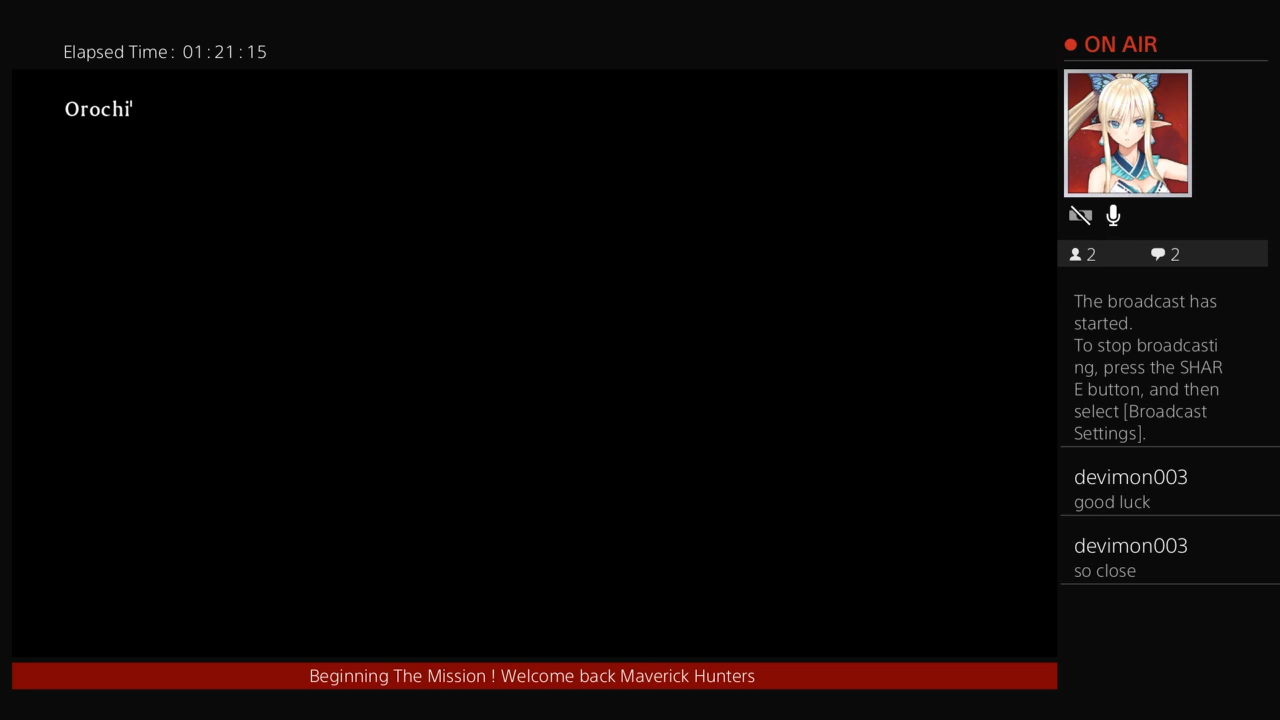 Elapsed Time: 01:21:15
Orochi'
ON AIR
2
2
The broadcast has
started.
To stop broadcasti
ng, press the SHAR
E button, and then
select [Broadcast
Settings].
devimon003
good luck
devimon003
so close
Beginning The Mission ! Welcome back Maverick Hunters